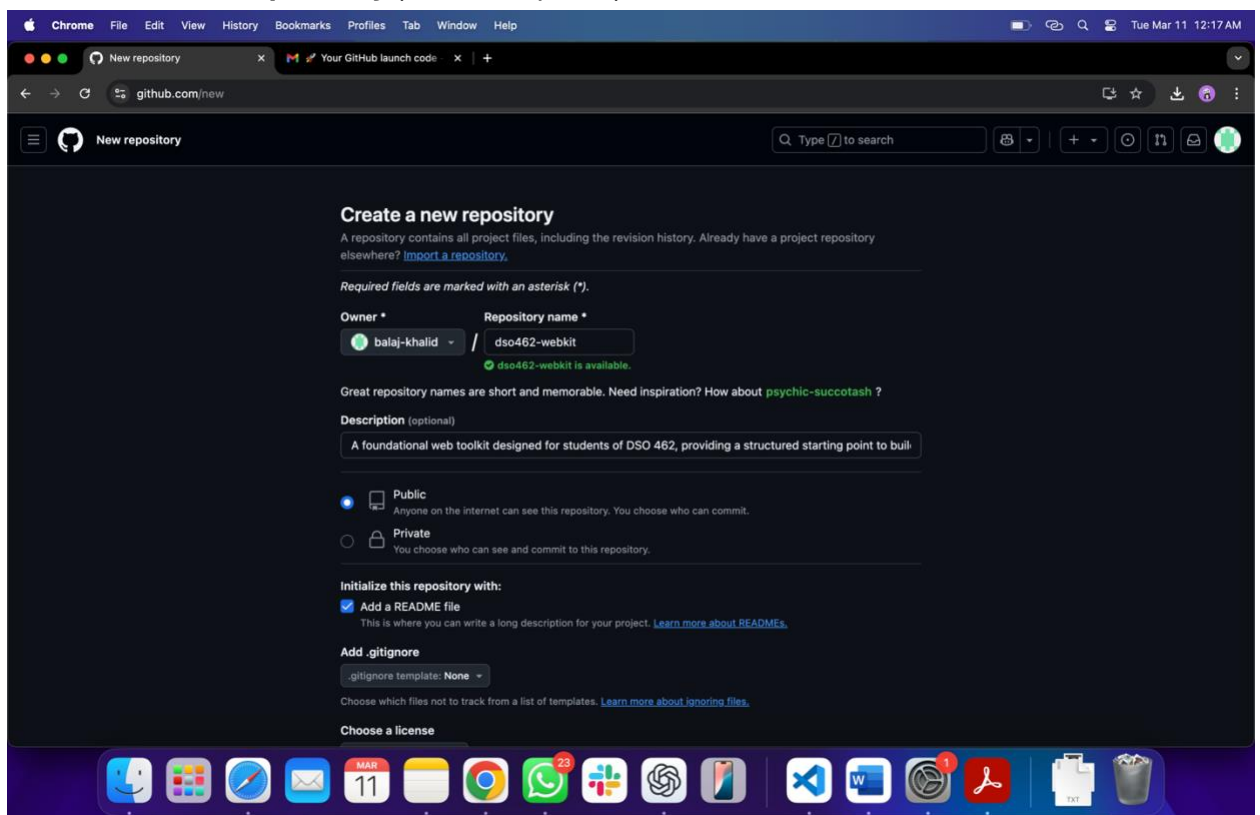 Chrome File Edit View History Bookmarks Profiles Tab Window Help Tue Mar 11 12:17 AM
New repository Your GitHub launch code
github.com/new
New repository Type / to search
Create a new repository
A repository contains all project files, including the revision history. Already have a project repository
elsewhere? Import a repository.
Required fields are marked with an asterisk (*).
Owner * Repository name *
balaj-khalid / dso462-webkit
dso462-webkit is available.
Great repository names are short and memorable. Need inspiration? How about psychic-succotash ?
Description (optional)
A foundational web toolkit designed for students of DSO 462, providing a structured starting point to buil
Public
Anyone on the internet can see this repository. You choose who can commit.
Private
You choose who can see and commit to this repository.
Initialize this repository with:
Add a README file
This is where you can write a long description for your project. Learn more about READMEs.
Add .gitignore
.gitignore template: None
Choose which files not to track from a list of templates. Learn more about ignoring files.
Choose a license
MAR
11
23
1
W
TXT